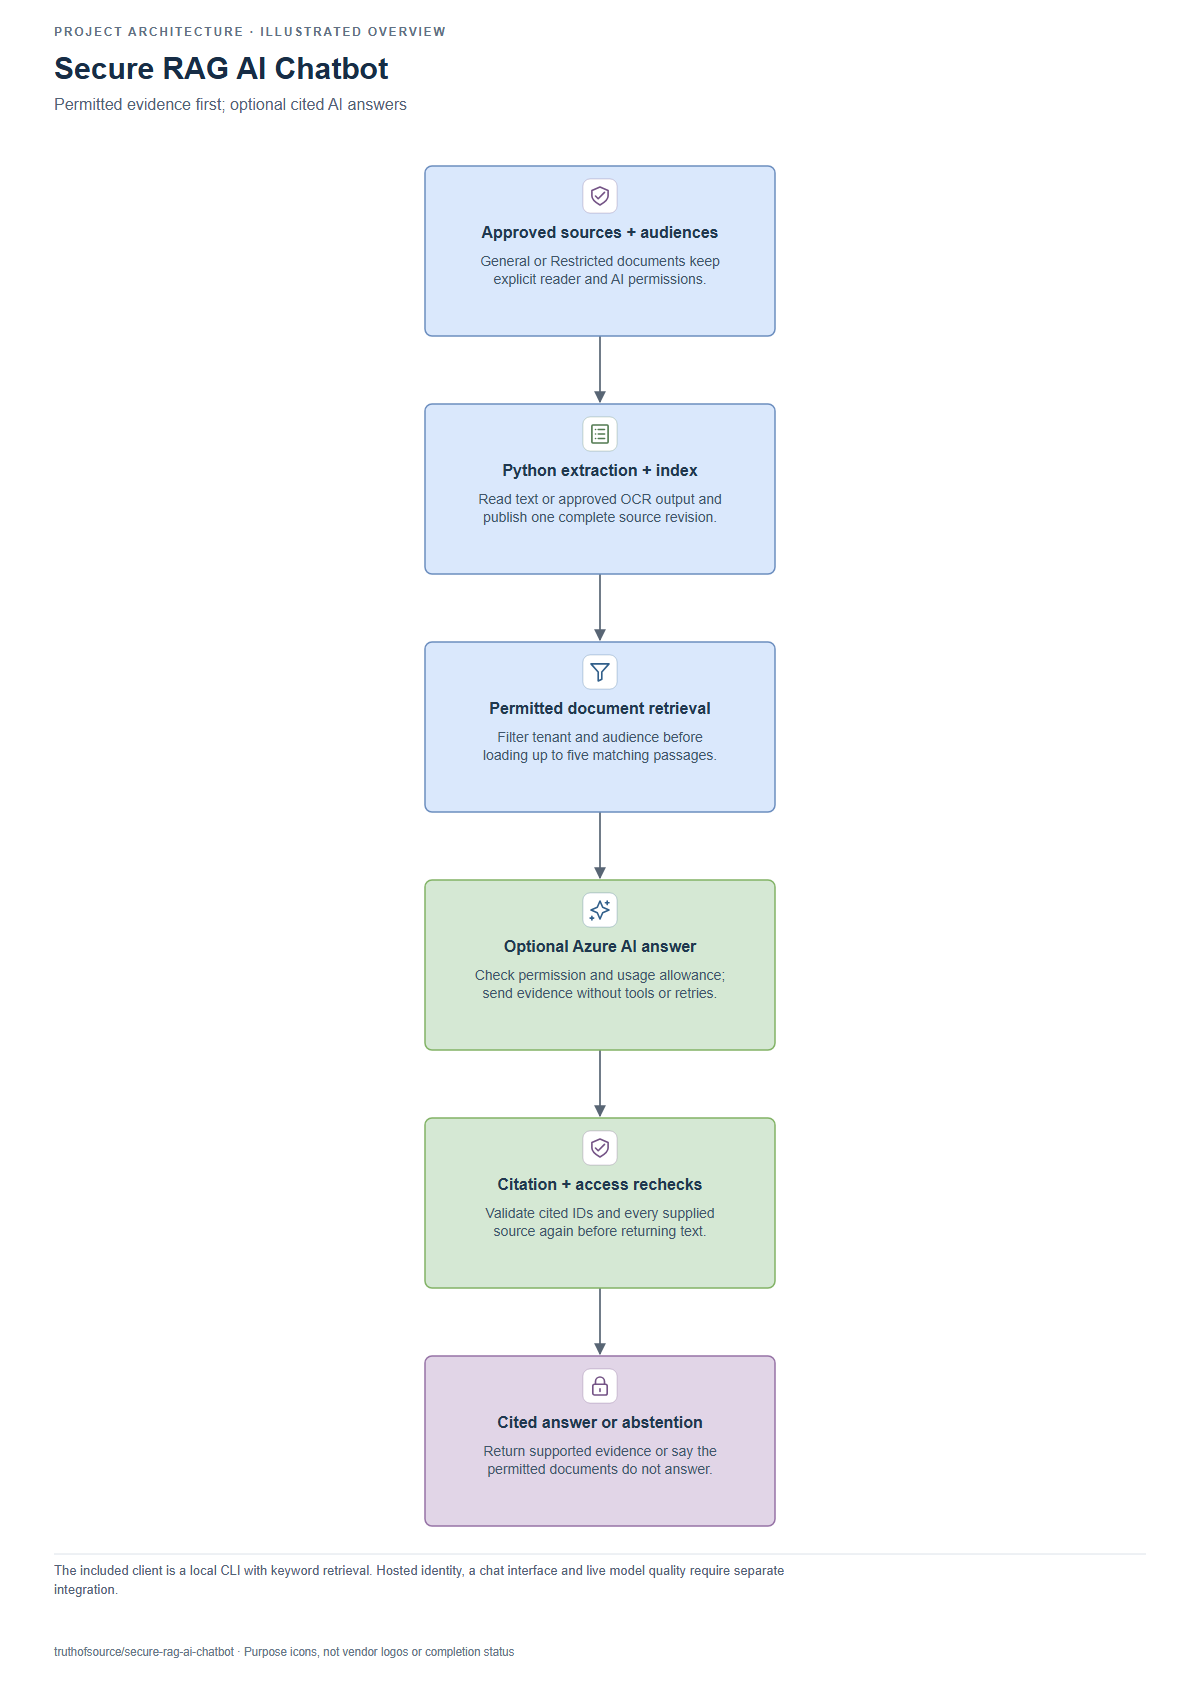 PROJECT ARCHITECTURE · ILLUSTRATED OVERVIEW
Secure RAG AI Chatbot
Permitted evidence first; optional cited AI answers
Approved sources + audiences
General or Restricted documents keep
explicit reader and AI permissions.
Python extraction + index
Read text or approved OCR output and
publish one complete source revision.
Permitted document retrieval
Filter tenant and audience before
loading up to five matching passages.
Optional Azure AI answer
Check permission and usage allowance;
send evidence without tools or retries.
Citation + access rechecks
Validate cited IDs and every supplied
source again before returning text.
Cited answer or abstention
Return supported evidence or say the
permitted documents do not answer.
The included client is a local CLI with keyword retrieval. Hosted identity, a chat interface and live model quality require separate
integration.
truthofsource/secure-rag-ai-chatbot · Purpose icons, not vendor logos or completion status